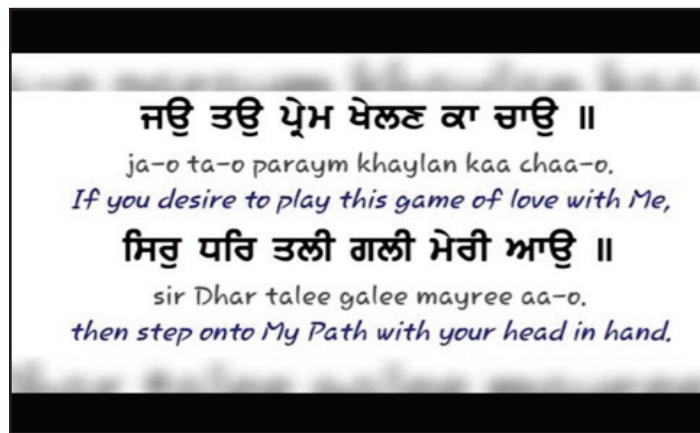 ਜਉ ਤਉ ਪ੍ਰੇਮ ਖੇਲਣ ਕਾ ਚਾਉ ॥
ja-o ta-o paraym khaylan kaa chaa-o.
If you desire to play this game of love with Me,
ਸਿਰੁ ਧਰਿ ਤਲੀ ਗਲੀ ਮੇਰੀ ਆਉ ॥
sir Dhar talee galee mayree aa-o.
then step onto My Path with your head in hand.